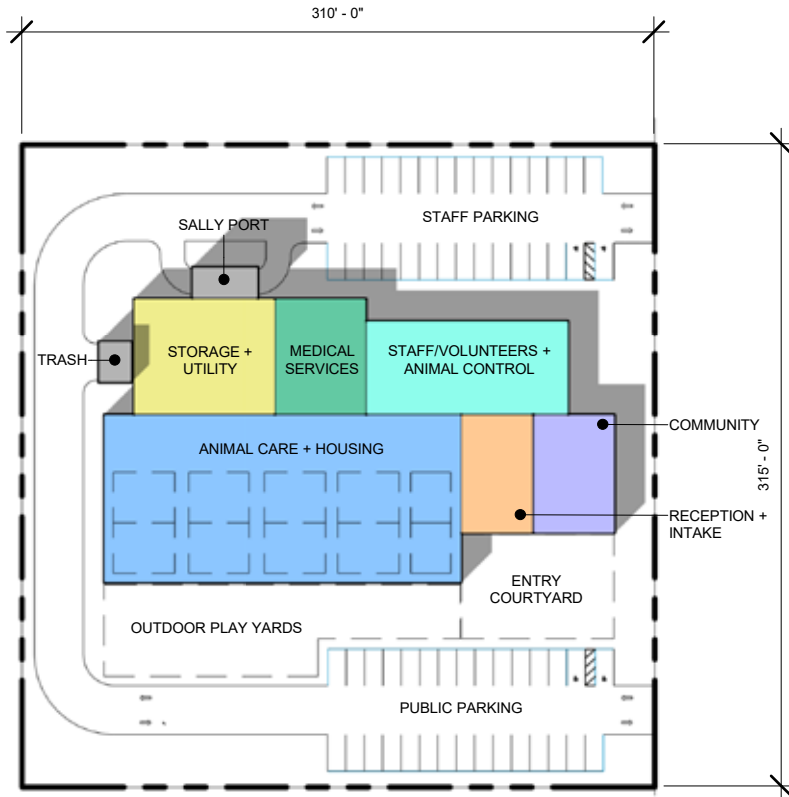 310' - 0"
STAFF PARKING
SALLY PORT
TRASH
STORAGE +
UTILITY
MEDICAL
SERVICES
STAFF/VOLUNTEERS +
ANIMAL CONTROL
COMMUNITY
ANIMAL CARE + HOUSING
315' - 0"
RECEPTION +
INTAKE
ENTRY
COURTYARD
OUTDOOR PLAY YARDS
PUBLIC PARKING